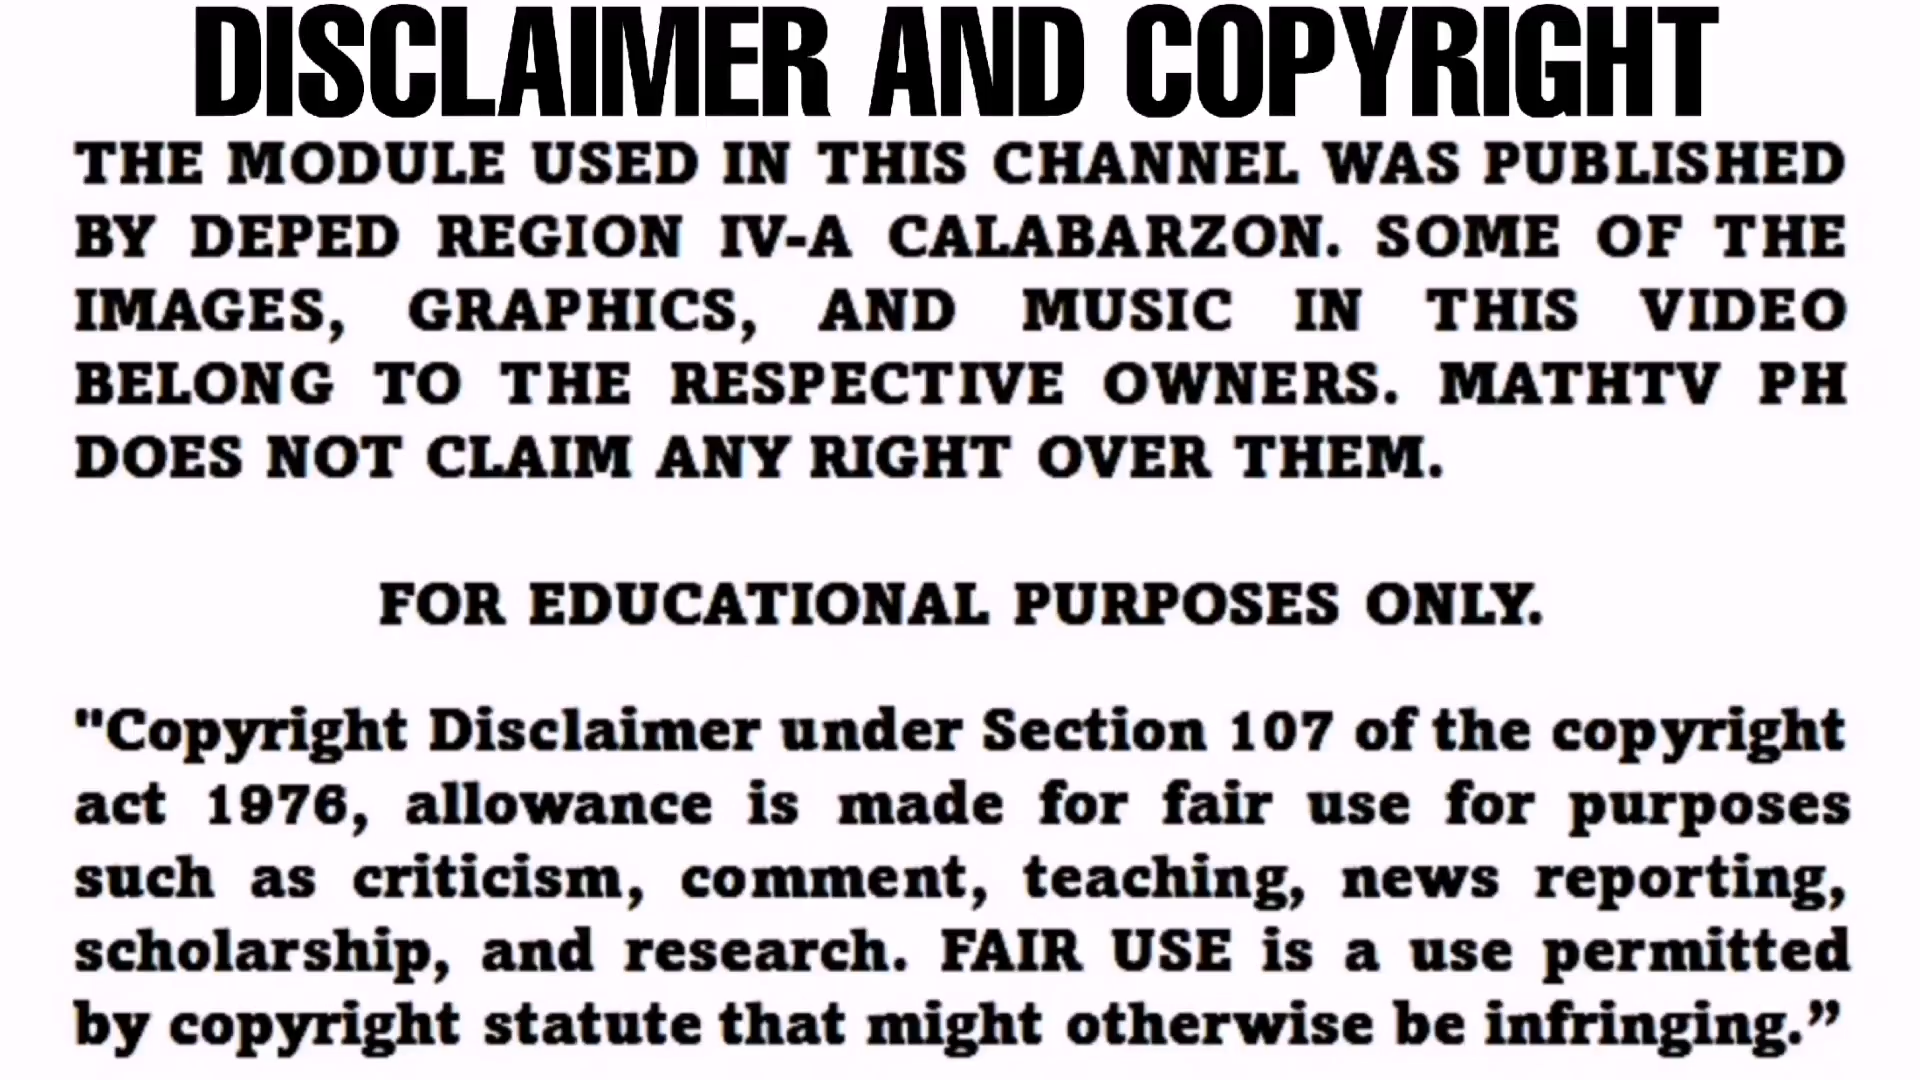 DISCLAIMER AND COPYRIGHT
THE MODULE USED IN THIS CHANNEL WAS PUBLISHED
BY DEPED REGION IV-A CALABARZON. SOME OF THE
IMAGES, GRAPHICS, AND MUSIC IN THIS VIDEO
BELONG TO THE RESPECTIVE OWNERS. MATHTV PH
DOES NOT CLAIM ANY RIGHT OVER THEM.
FOR EDUCATIONAL PURPOSES ONLY.
"Copyright Disclaimer under Section 107 of the copyright
act 1976, allowance is made for fair use for purposes
such as criticism, comment, teaching, news reporting,
scholarship, and research. FAIR USE is a use permitted
by copyright statute that might otherwise be infringing.”